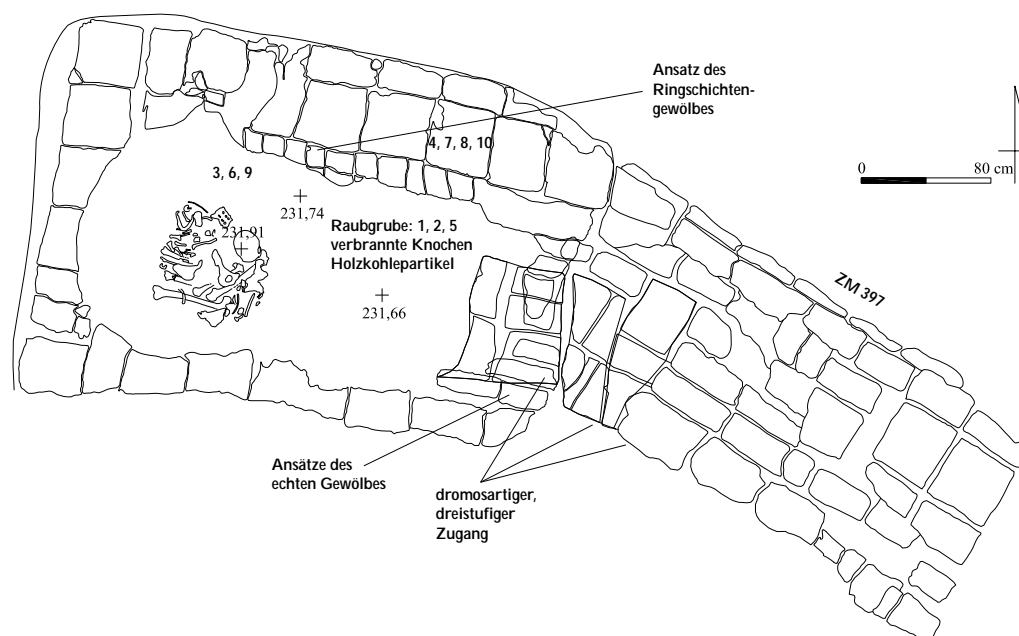 Ansatz des
Ringschichten-
gewölbes
4, 7, 8, 10
0 80 cm
3, 6, 9
231,74
231,91
Raubgrube: 1, 2, 5
verbrannte Knochen
Holzkohlepartikel
231,66
ZM 397
Ansätze des
echten Gewölbes
dromosartiger,
dreistufiger
Zugang